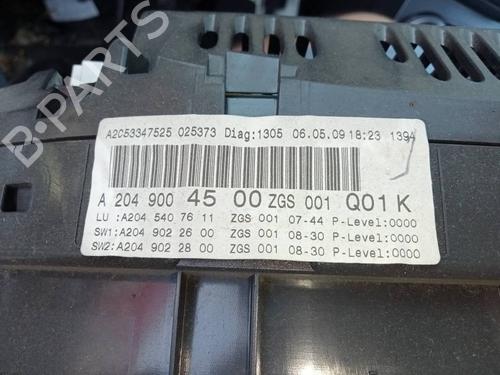 B-PARTS
A2C53347525 025373 Diag:1305 06.05.09 18:23 1394
A 204 900 45 00 ZGS 001 Q01 K
LU :A204 540 76 11 ZGS 001 07-44 P-Level:0000
SW1:A204 902 26 00 ZGS 001 08-30 P-Level:0000
SW2:A204 902 28 00 ZGS 001 08-30 P-Level:0000